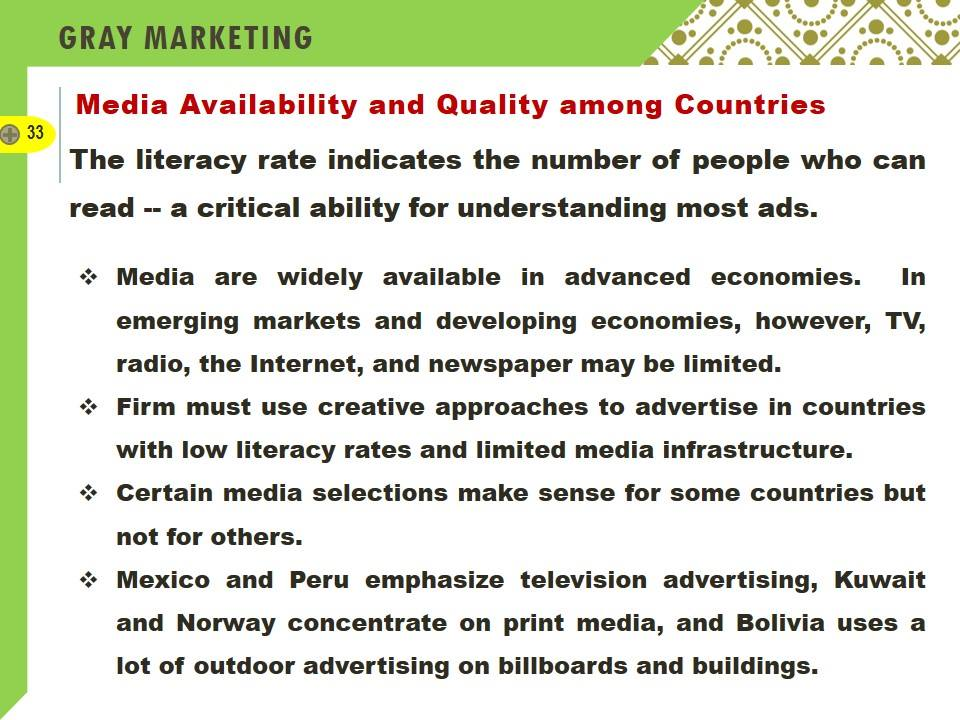 GRAY MARKETING
Media Availability and Quality among Countries
33
The literacy rate indicates the number of people who can
read -- a critical ability for understanding most ads.
❖ Media are widely available in advanced economies. In
emerging markets and developing economies, however, TV,
radio, the Internet, and newspaper may be limited.
❖ Firm must use creative approaches to advertise in countries
with low literacy rates and limited media infrastructure.
❖ Certain media selections make sense for some countries but
not for others.
❖ Mexico and Peru emphasize television advertising, Kuwait
and Norway concentrate on print media, and Bolivia uses a
lot of outdoor advertising on billboards and buildings.